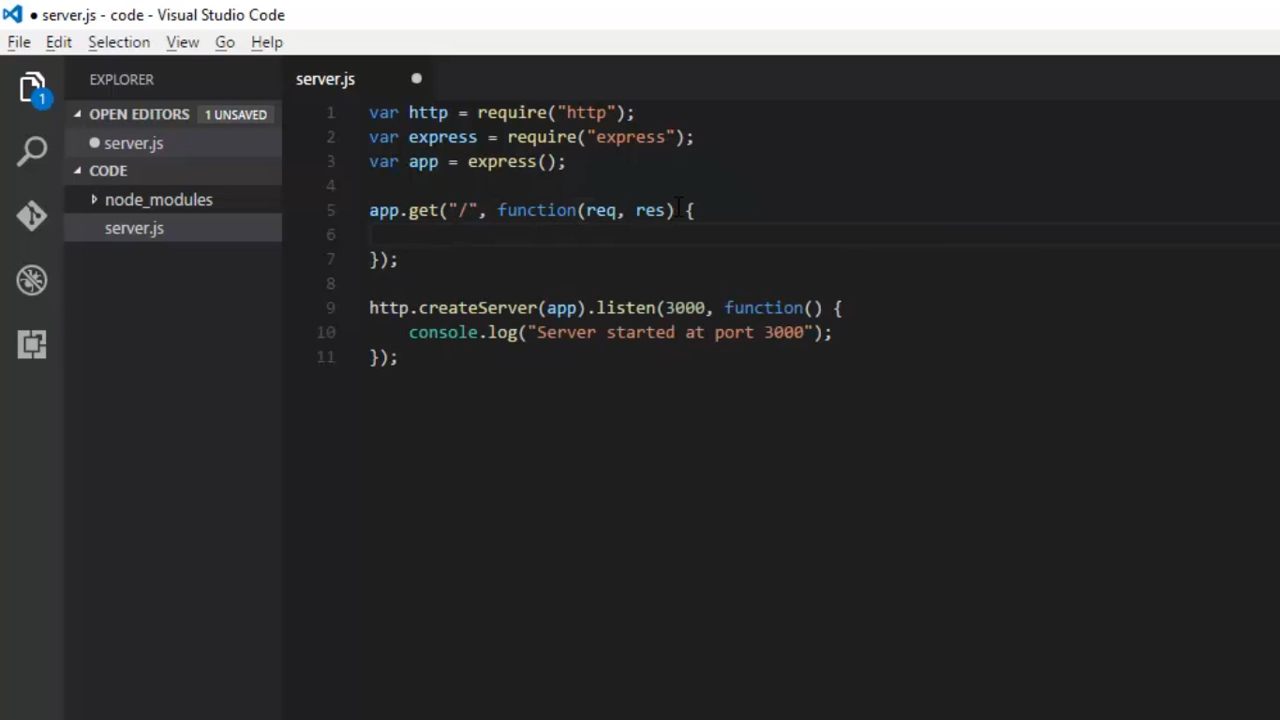 ● server.js - code - Visual Studio Code
File Edit Selection View Go Help
EXPLORER
OPEN EDITORS 1 UNSAVED
server.js
CODE
node_modules
server.js
1
server.js
1 var http = require("http");
2 var express = require("express");
3 var app = express();
4
5 app.get("/", function(req, res) {
6
7 });
8
9 http.createServer(app).listen(3000, function() {
10     console.log("Server started at port 3000");
11 });